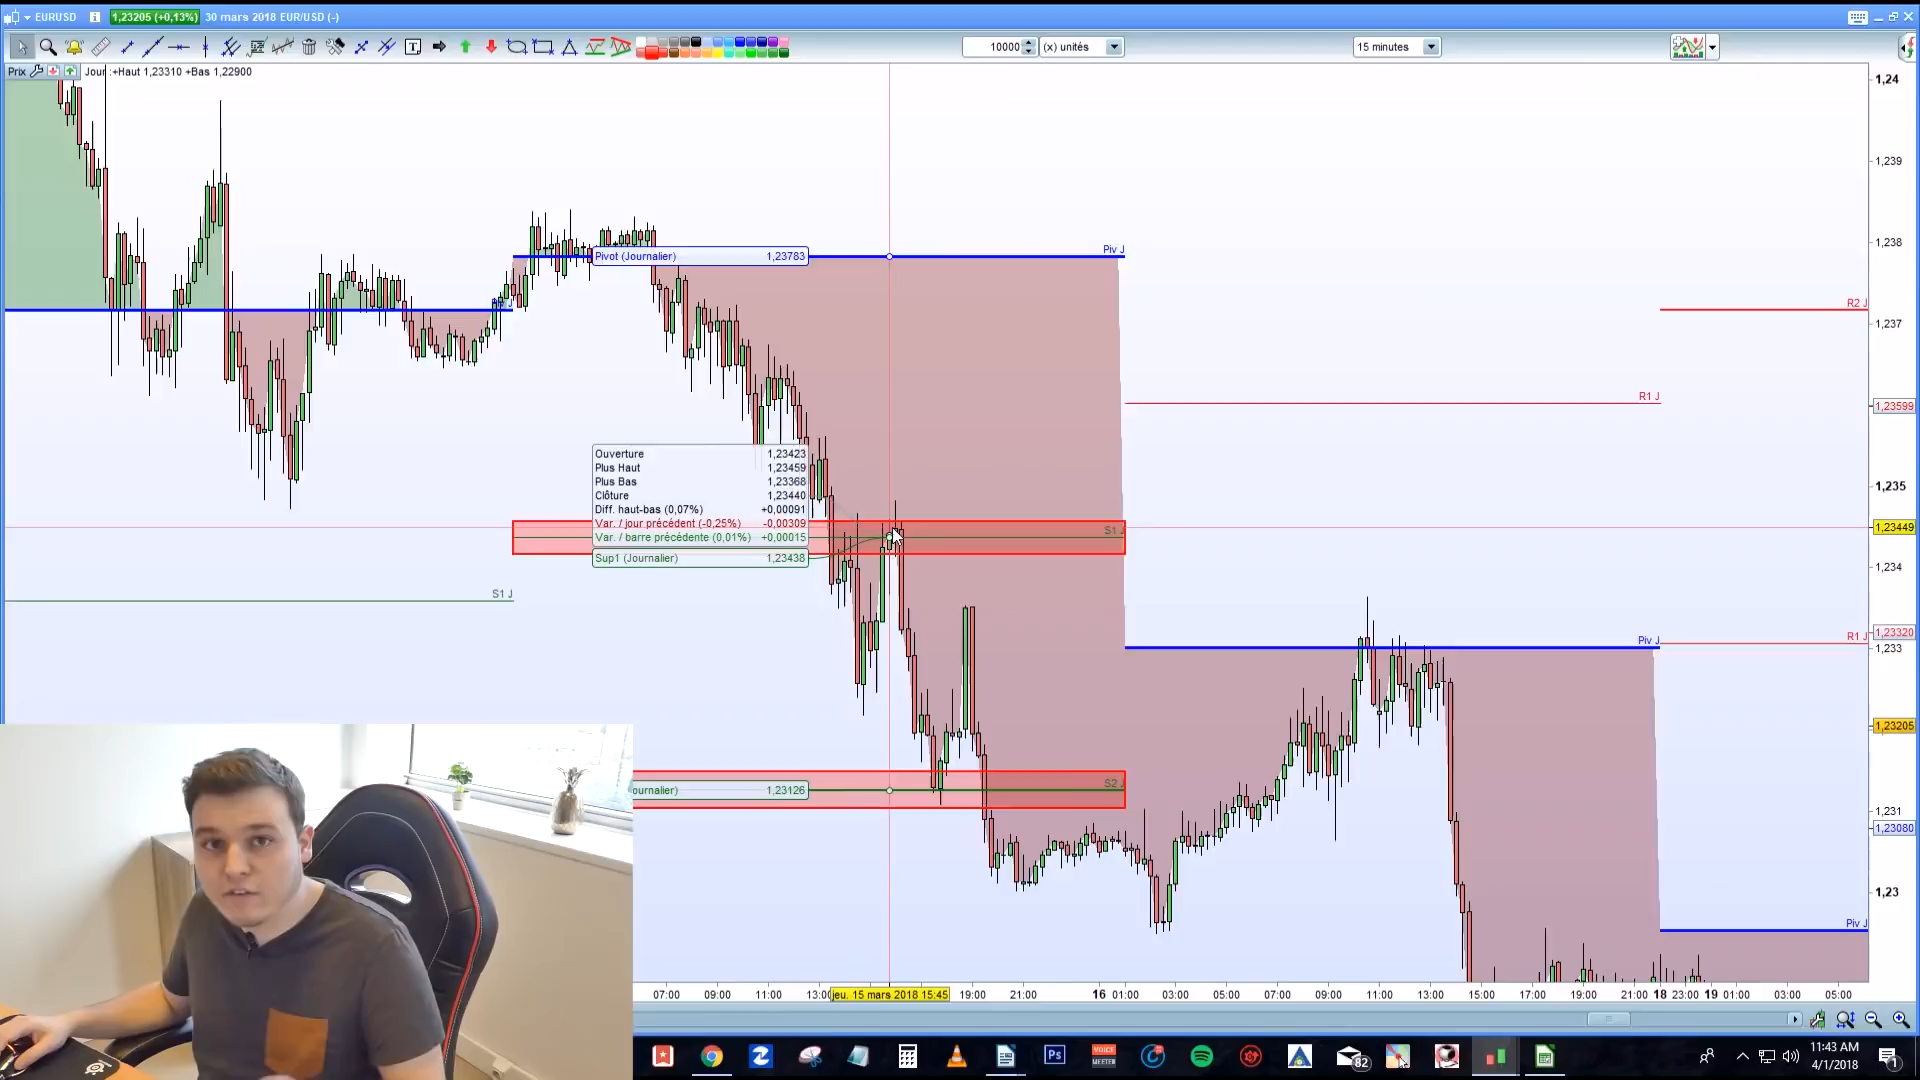 EURUSD 1,23205 (+0,13%) 30 mars 2018 EUR/USD (-)
10000 (x) unités 15 minutes
Prix Jour :+Haut 1,23310 +Bas 1,22900
1,24
1,239
1,238
1,237
1,23599
1,235
1,23449
1,234
1,23320
1,233
1,23205
1,231
1,23080
1,23
Piv J
Pivot (Journalier) 1,23783
R2 J
R1 J
Ouverture 1,23423
Plus Haut 1,23459
Plus Bas 1,23368
Clôture 1,23440
Diff. haut-bas (0,07%) +0,00091
Var. / jour précédent (-0,25%) -0,00309
Var. / barre précédente (0,01%) +0,00015
S1 J
Sup1 (Journalier) 1,23438
S1 J
Piv J
R1 J
S2 J
ournalier) 1,23126
Piv J
07:00 09:00 11:00 13:00 jeu. 15 mars 2018 15:45 19:00 21:00 16 01:00 03:00 05:00 07:00 09:00 11:00 13:00 15:00 17:00 19:00 21:00 18 23:00 19 01:00 03:00 05:00
Ps
VOICE
MEETER
82
11:43 AM
4/1/2018
1